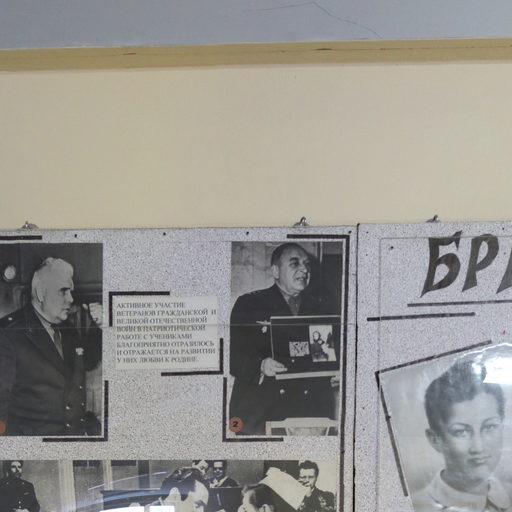 АКТИВНОЕ УЧАСТИЕ
ВЕТЕРАНОВ ГРАЖДАНСКОЙ И
ВЕЛИКОЙ ОТЕЧЕСТВЕННОЙ
ВОЙН В ПАТРИОТИЧЕСКОЙ
РАБОТЕ С УЧЕНИКАМИ
БЛАГОПРИЯТНО ОТРАЗИЛОСЬ
И ОТРАЖАЕТСЯ НА РАЗВИТИИ
У НИХ ЛЮБВИ К РОДИНЕ.
2